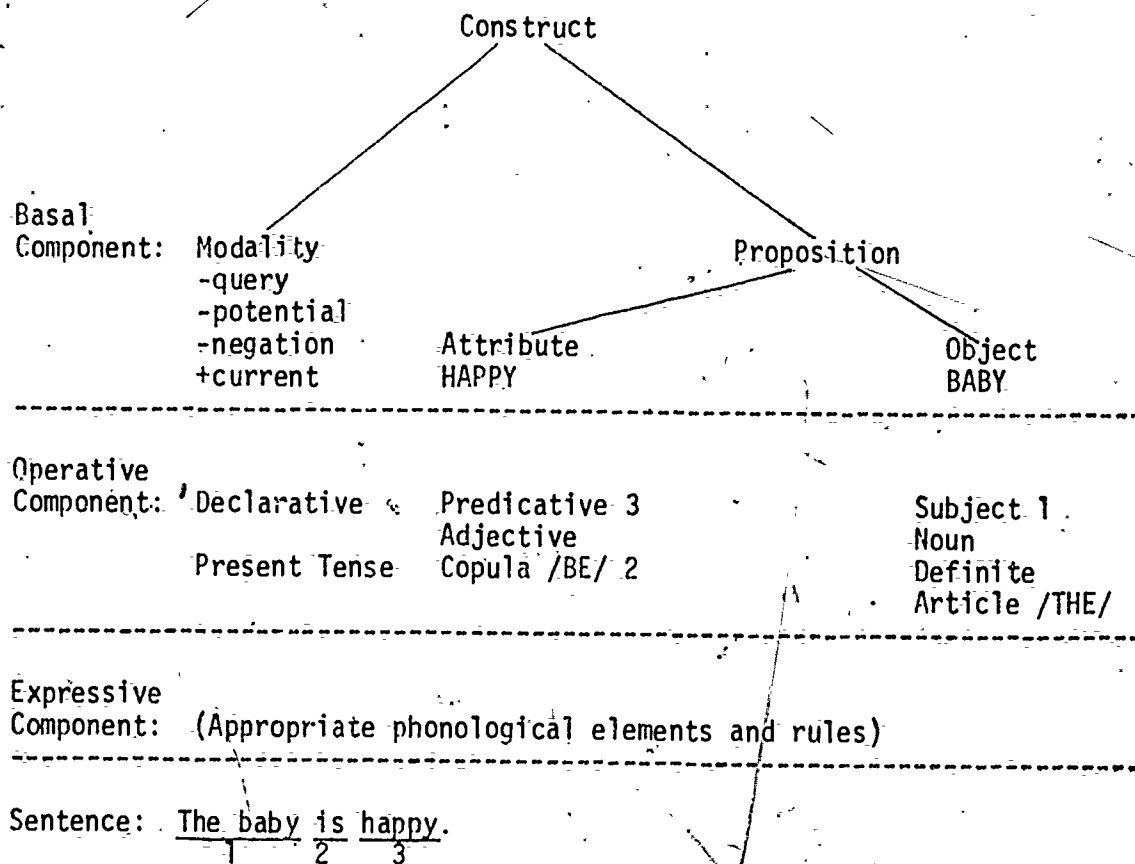 Construct
Basal
Component: Modality Proposition
-query
-potential
-negation Attribute Object
+current HAPPY BABY
Operative
Component: Declarative Predicative 3 Subject 1
Adjective Noun
Present Tense Copula /BE/ 2 Definite
Article /THE/
Expressive
Component: (Appropriate phonological elements and rules)
Sentence: The baby is happy.
1 2 3